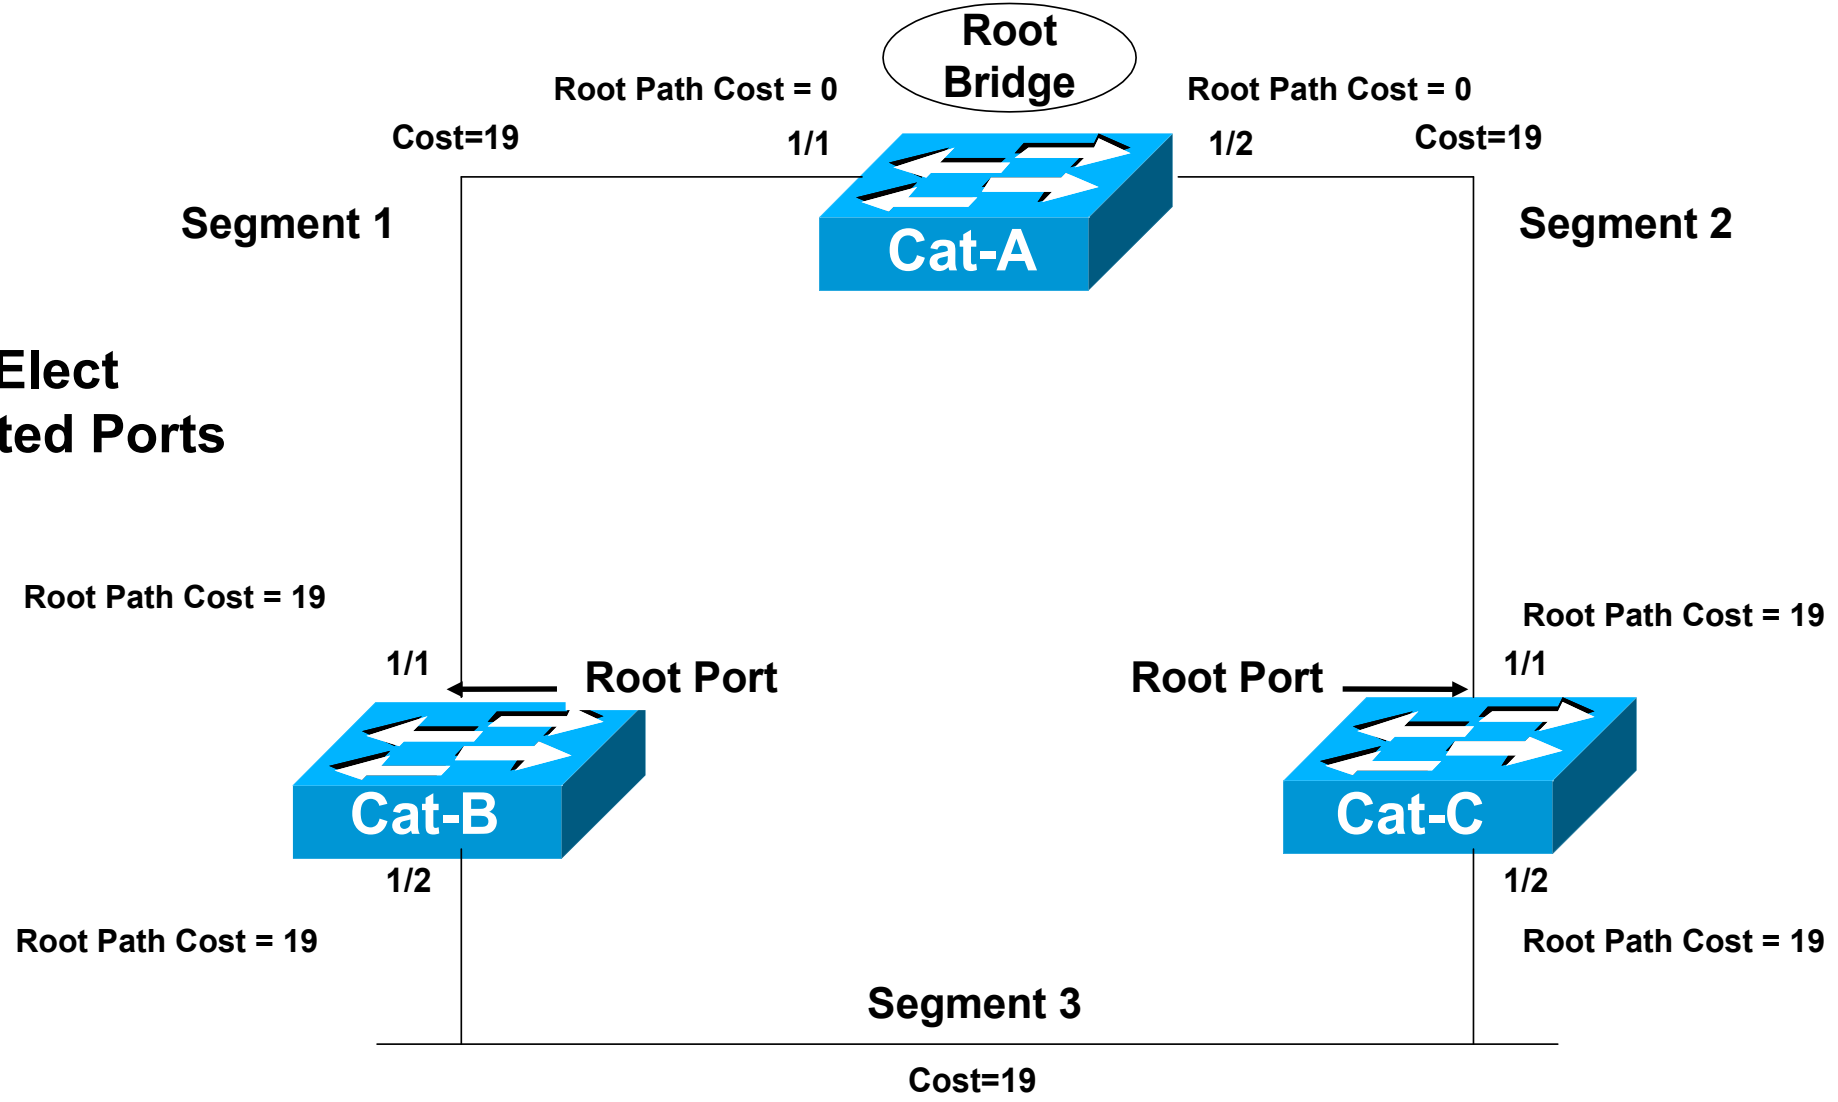 Root
Bridge
Root Path Cost = 0
Root Path Cost = 0
Cost=19
1/1
1/2
Cost=19
Segment 1
Cat-A
Segment 2
Elect
ted Ports
Root Path Cost = 19
Root Path Cost = 19
1/1
Root Port
Root Port
1/1
Cat-B
Cat-C
1/2
1/2
Root Path Cost = 19
Root Path Cost = 19
Segment 3
Cost=19